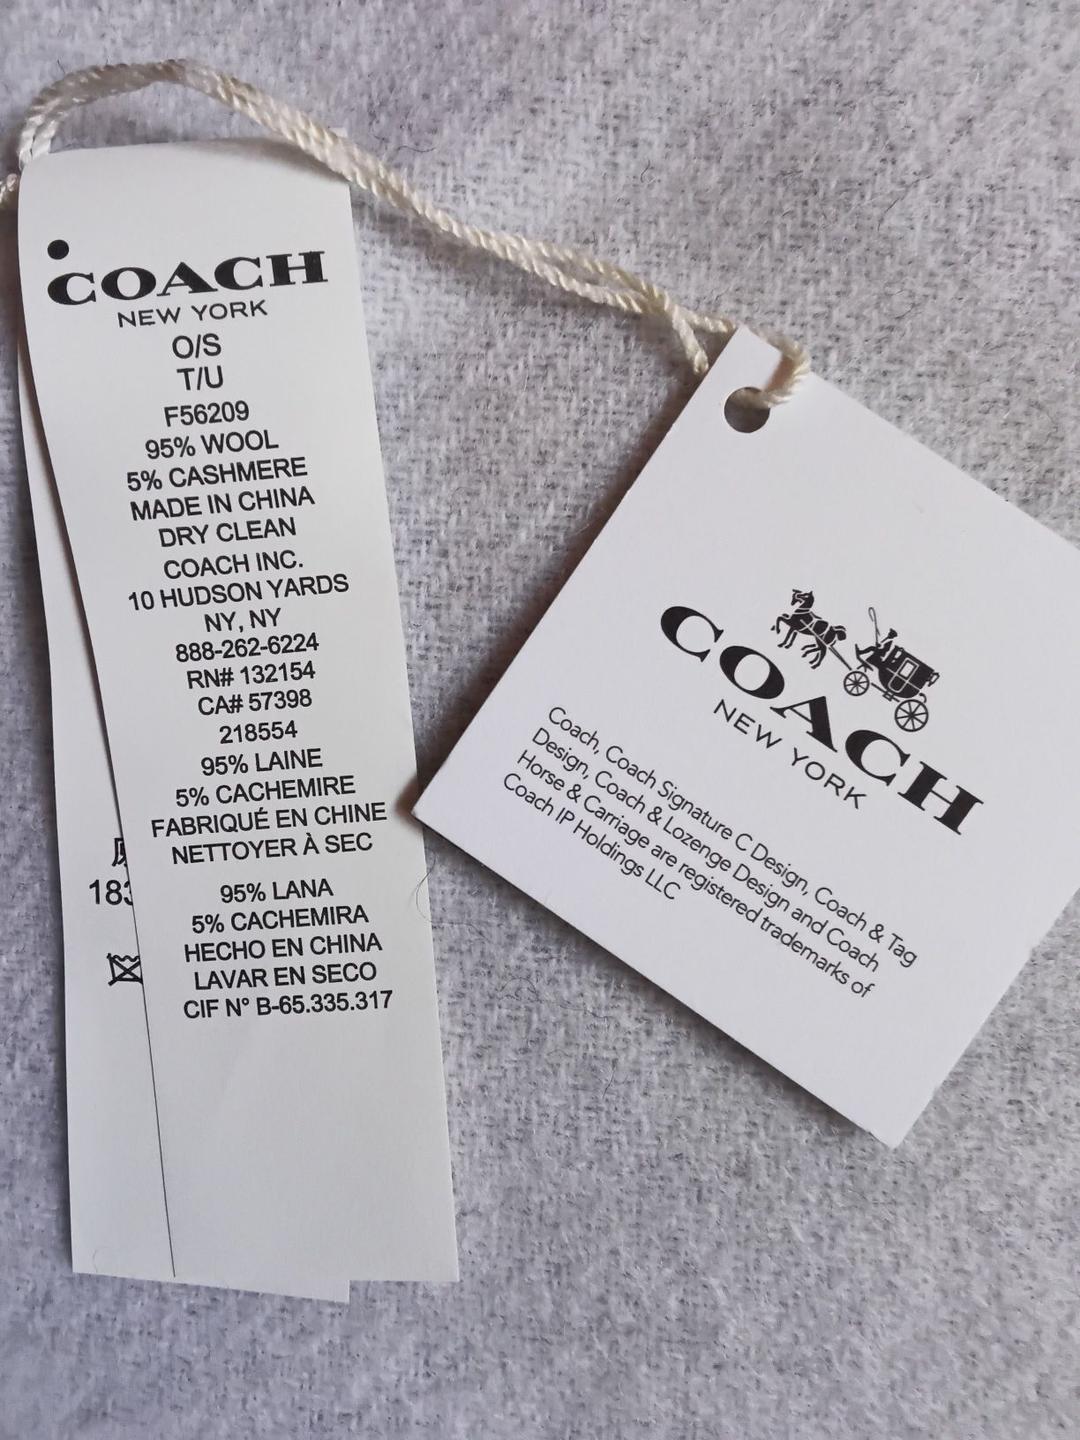 COACH
NEW YORK
O/S
T/U
F56209
95% WOOL
5% CASHMERE
MADE IN CHINA
DRY CLEAN
COACH INC.
10 HUDSON YARDS
NY, NY
888-262-6224
RN# 132154
CA# 57398
218554
95% LAINE
5% CACHEMIRE
FABRIQUÉ EN CHINE
NETTOYER À SEC
95% LANA
5% CACHEMIRA
HECHO EN CHINA
LAVAR EN SECO
CIF N° B-65.335.317
183
COACH
NEW YORK
Coach, Coach Signature C Design, Coach & Tag
Design, Coach & Lozenge Design and Coach
Horse & Carriage are registered trademarks of
Coach IP Holdings LLC